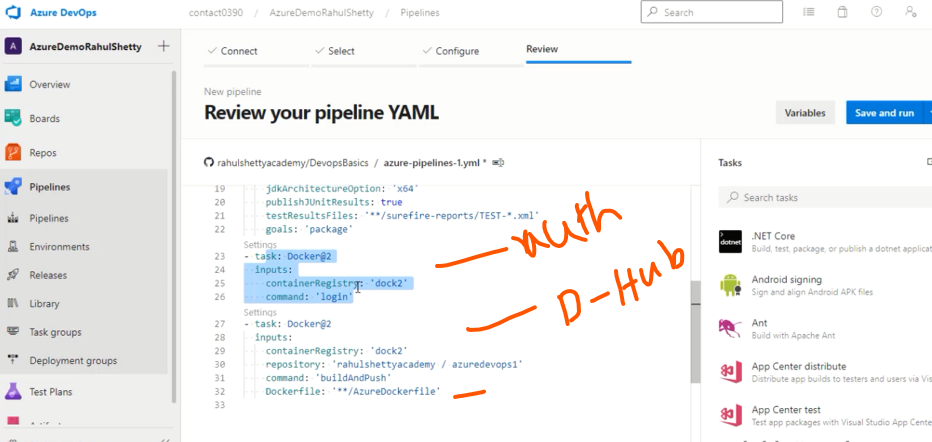 Azure DevOps
contact0390 / AzureDemoRahulShetty / Pipelines
Search
A AzureDemoRahulShetty +
Overview
Boards
Repos
Pipelines
Pipelines
Environments
Releases
Library
Task groups
Deployment groups
Test Plans
✓ Connect ✓ Select ✓ Configure Review
New pipeline
Review your pipeline YAML
Variables Save and run
rahulshettyacademy/DevopsBasics / azure-pipelines-1.yml *
19 jdkArchitectureOption: 'x64'
20 publishJUnitResults: true
21 testResultsFiles: '**/surefire-reports/TEST-*.xml'
22 goals: 'package'
Settings
23 - task: Docker@2
24 inputs:
25 containerRegistry: 'dock2'
26 command: 'login'
Settings
27 - task: Docker@2
28 inputs:
29 containerRegistry: 'dock2'
30 repository: 'rahulshettyacademy / azuredevops1'
31 command: 'buildAndPush'
32 Dockerfile: '**/AzureDockerfile'
33
auth
D-Hub
Tasks
Search tasks
dotnet
.NET Core
Build, test, package, or publish a dotnet applicat
Android signing
Sign and align Android APK files
Ant
Build with Apache Ant
App Center distribute
Distribute app builds to testers and users via Vis
App Center test
Test app packages with Visual Studio App Cente